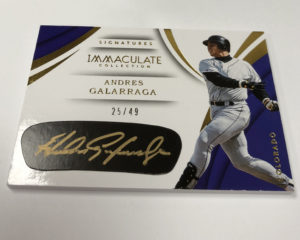 SIGNATURES
IMMACULATE
COLLECTION
ANDRES
GALARRAGA
25/49
COLORADO